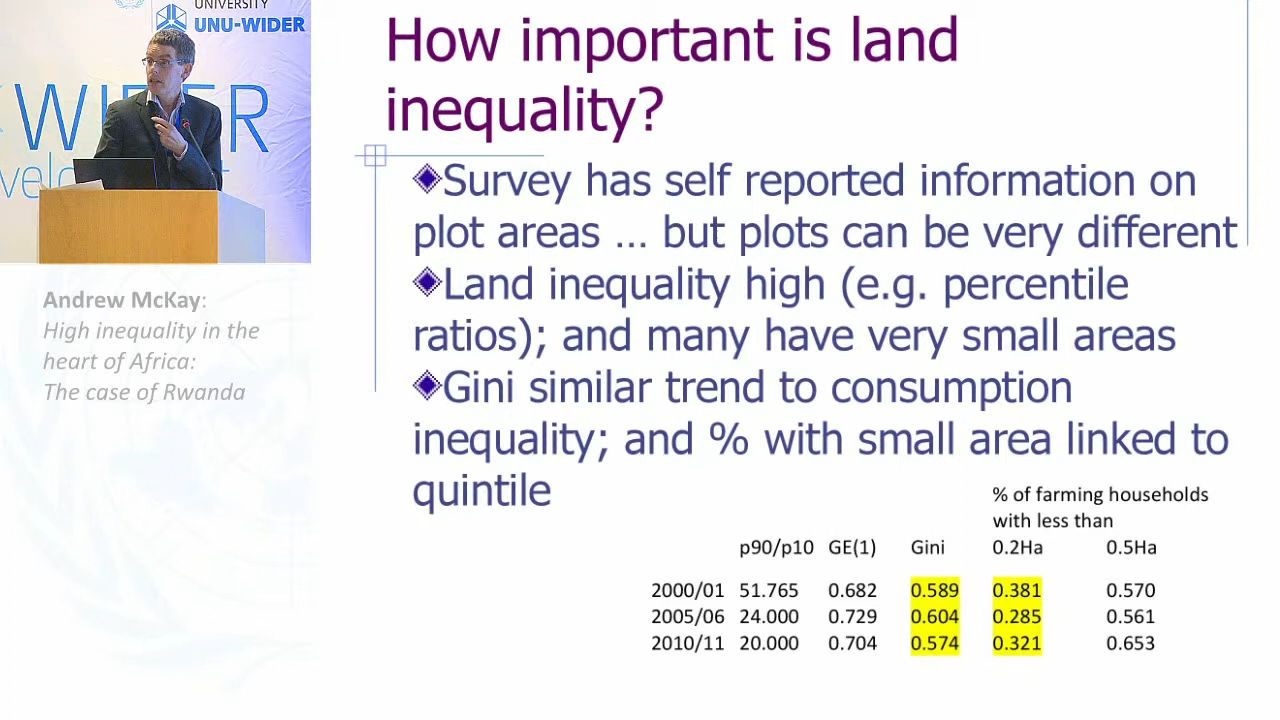 UNIVERSITY
UNU-WIDER
WIDER
Andrew McKay:
High inequality in the
heart of Africa:
The case of Rwanda
How important is land
inequality?
Survey has self reported information on
plot areas … but plots can be very different
Land inequality high (e.g. percentile
ratios); and many have very small areas
Gini similar trend to consumption
inequality; and % with small area linked to
quintile
% of farming households
with less than
p90/p10 GE(1) Gini 0.2Ha 0.5Ha
2000/01 51.765 0.682 0.589 0.381 0.570
2005/06 24.000 0.729 0.604 0.285 0.561
2010/11 20.000 0.704 0.574 0.321 0.653